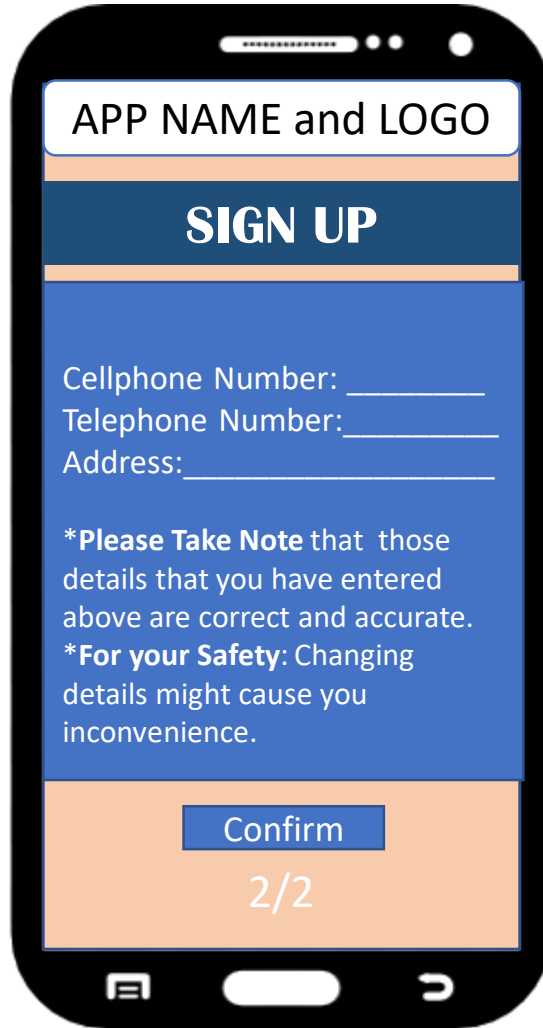 APP NAME and LOGO
SIGN UP
Cellphone Number: ________
Telephone Number:_________
Address:__________________
*Please Take Note that those
details that you have entered
above are correct and accurate.
*For your Safety: Changing
details might cause you
inconvenience.
Confirm
2/2